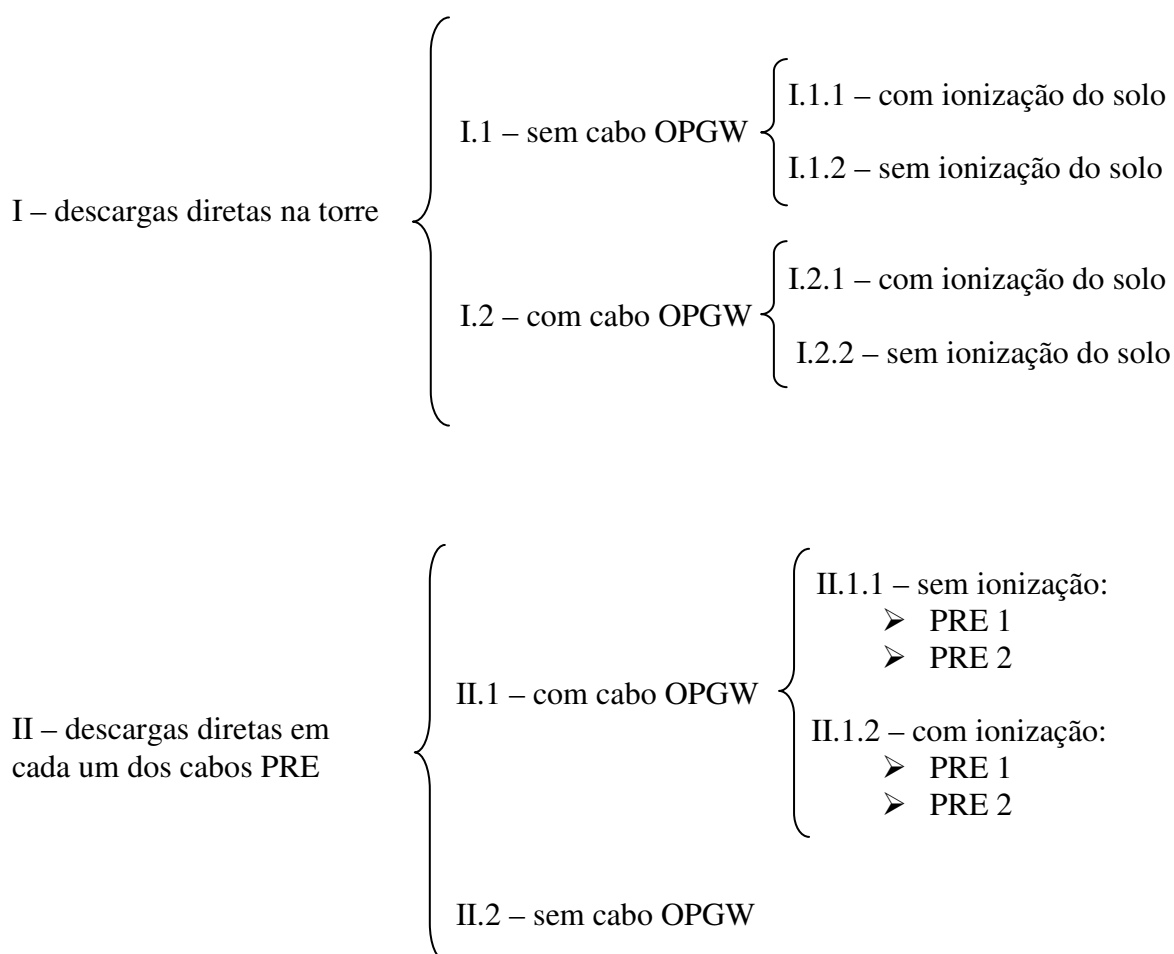 I – descargas diretas na torre
I.1 – sem cabo OPGW
I.1.1 – com ionização do solo
I.1.2 – sem ionização do solo
I.2 – com cabo OPGW
I.2.1 – com ionização do solo
I.2.2 – sem ionização do solo
II – descargas diretas em
cada um dos cabos PRE
II.1 – com cabo OPGW
II.1.1 – sem ionização:
➢ PRE 1
➢ PRE 2
II.1.2 – com ionização:
➢ PRE 1
➢ PRE 2
II.2 – sem cabo OPGW